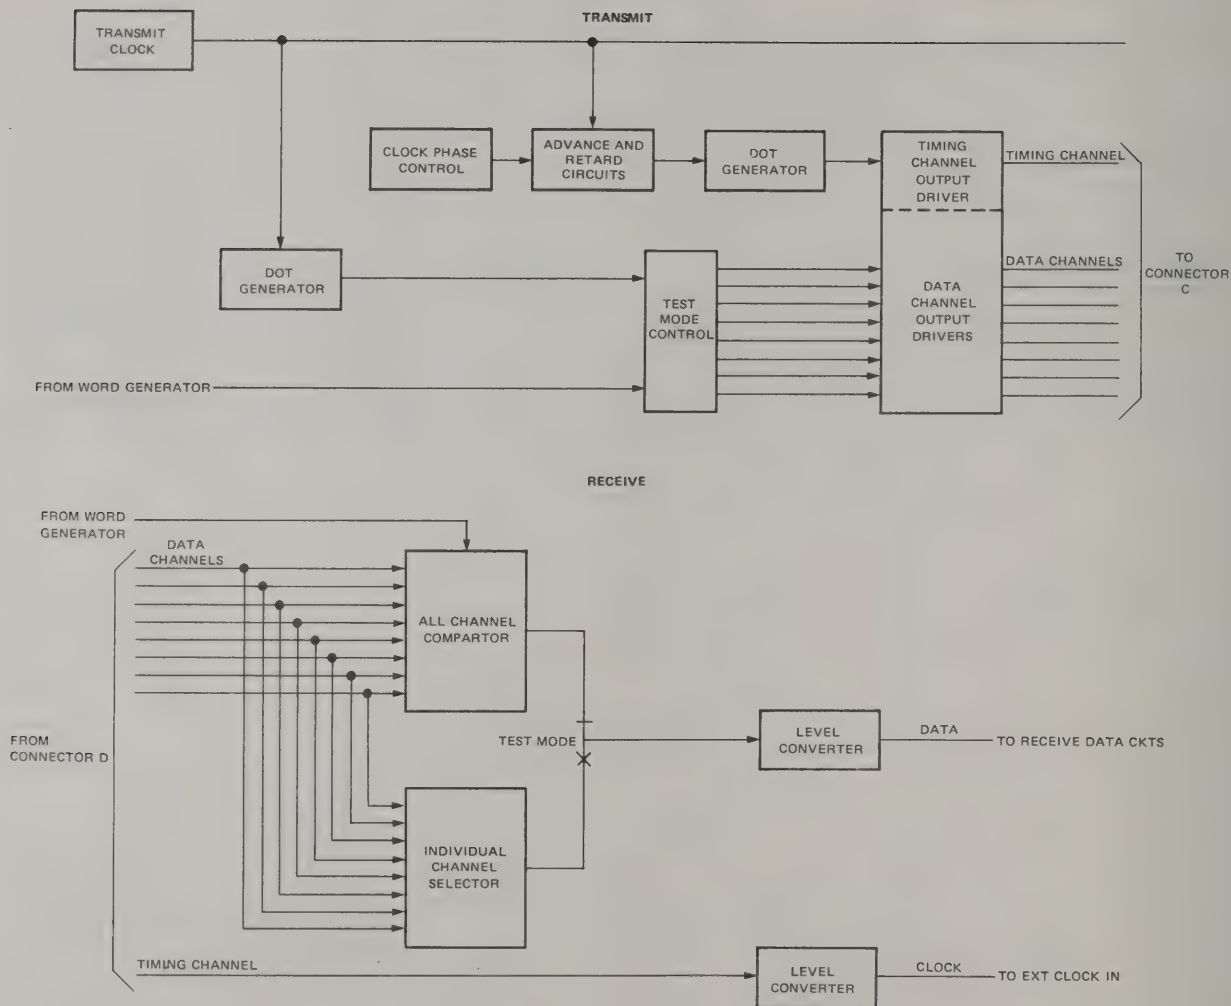 TRANSMIT
TRANSMIT
CLOCK
CLOCK PHASE
CONTROL
ADVANCE AND
RETARD
CIRCUITS
DOT
GENERATOR
TIMING
CHANNEL
OUTPUT
DRIVER
TIMING CHANNEL
DOT
GENERATOR
TEST
MODE
CONTROL
DATA
CHANNEL
OUTPUT
DRIVERS
DATA CHANNELS
TO
CONNECTOR
C
FROM WORD GENERATOR
RECEIVE
FROM WORD
GENERATOR
DATA
CHANNELS
ALL CHANNEL
COMPARTOR
FROM
CONNECTOR D
TEST MODE
LEVEL
CONVERTER
DATA
TO RECEIVE DATA CKTS
INDIVIDUAL
CHANNEL
SELECTOR
TIMING CHANNEL
LEVEL
CONVERTER
CLOCK
TO EXT CLOCK IN